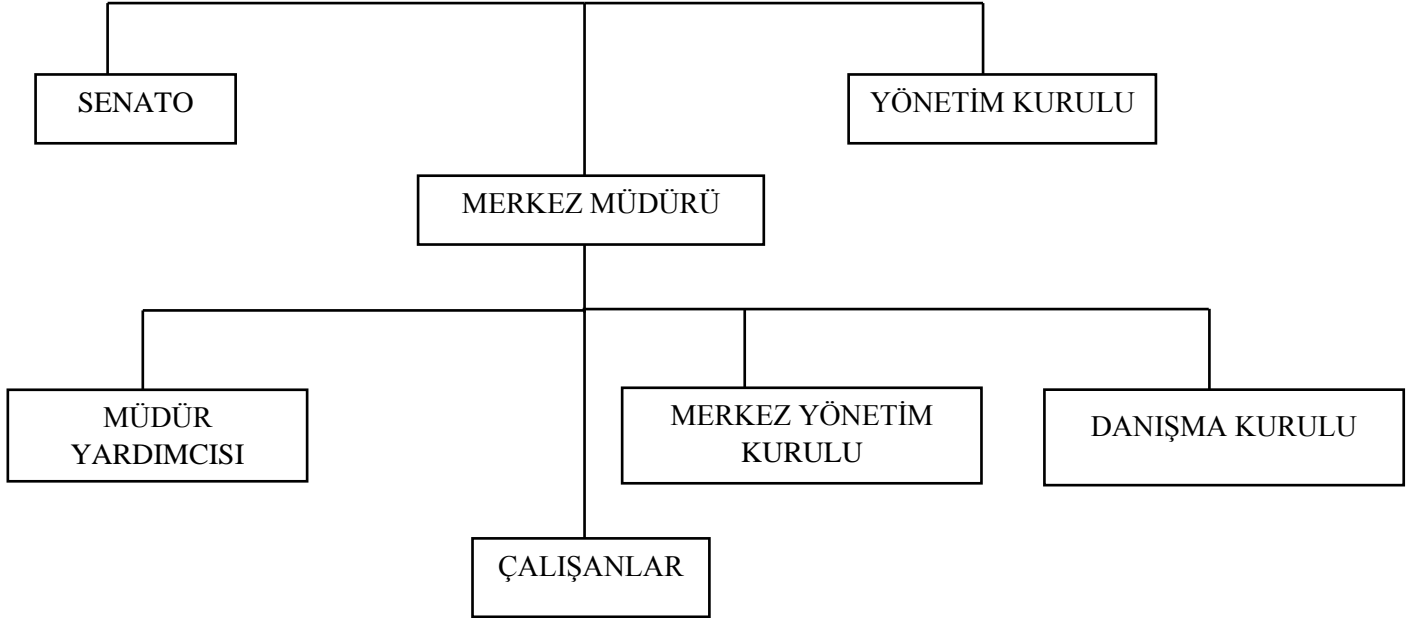 SENATO
YÖNETİM KURULU
MERKEZ MÜDÜRÜ
MÜDÜR
YARDIMCISI
MERKEZ YÖNETİM
KURULU
DANIŞMA KURULU
ÇALIŞANLAR